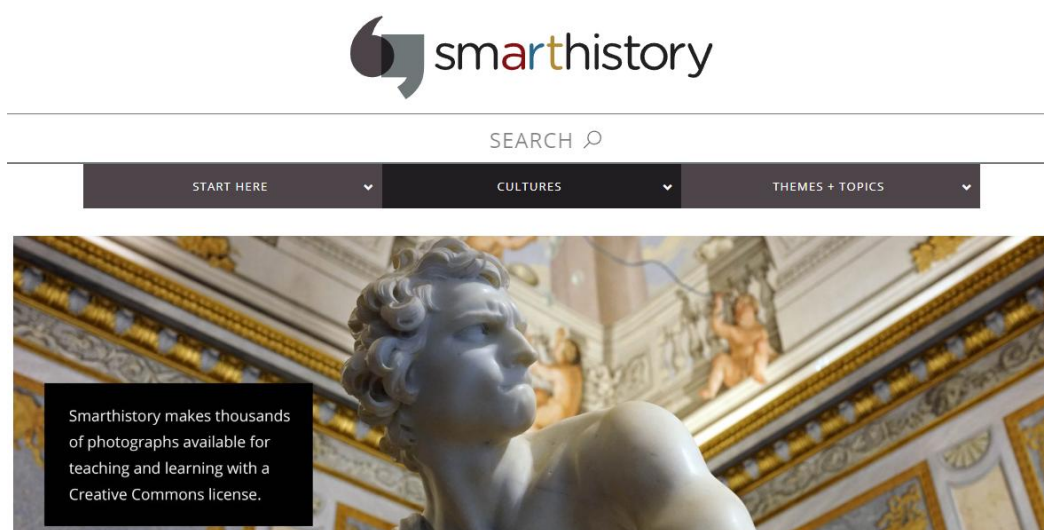 smarthistory
SEARCH
START HERE
CULTURES
THEMES + TOPICS
Smarthistory makes thousands
of photographs available for
teaching and learning with a
Creative Commons license.